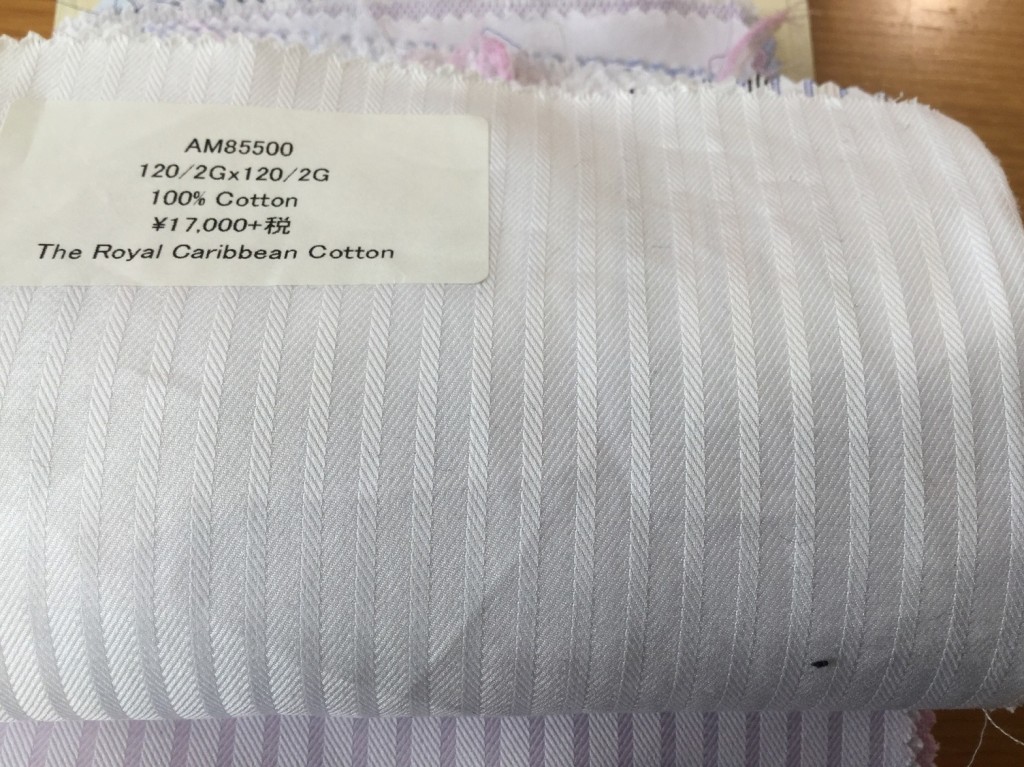 AM85500
120/2Gx120/2G
100% Cotton
¥17,000+税
The Royal Caribbean Cotton